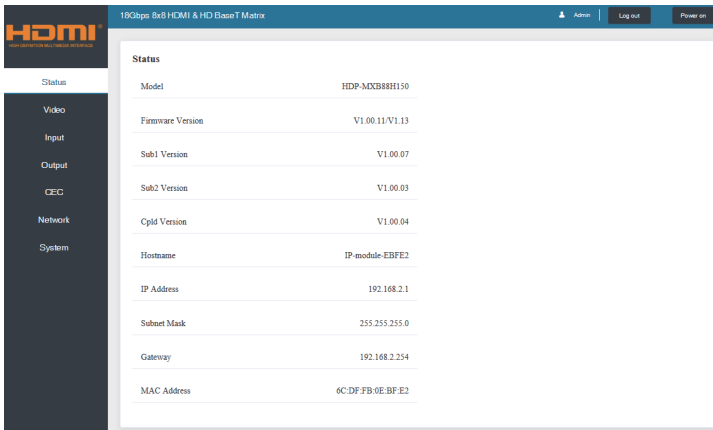 18Gbps 8x8 HDMI & HD BaseT Matrix
Admin
Log out
Power on
HDMI®
HIGH-DEFINITION MULTIMEDIA INTERFACE
Status
Video
Input
Output
CEC
Network
System
Status
Model HDP-MXB88H150
Firmware Version V1.00.11/V1.13
Sub1 Version V1.00.07
Sub2 Version V1.00.03
Cpld Version V1.00.04
Hostname IP-module-EBFE2
IP Address 192.168.2.1
Subnet Mask 255.255.255.0
Gateway 192.168.2.254
MAC Address 6C:DF:FB:0E:BF:E2